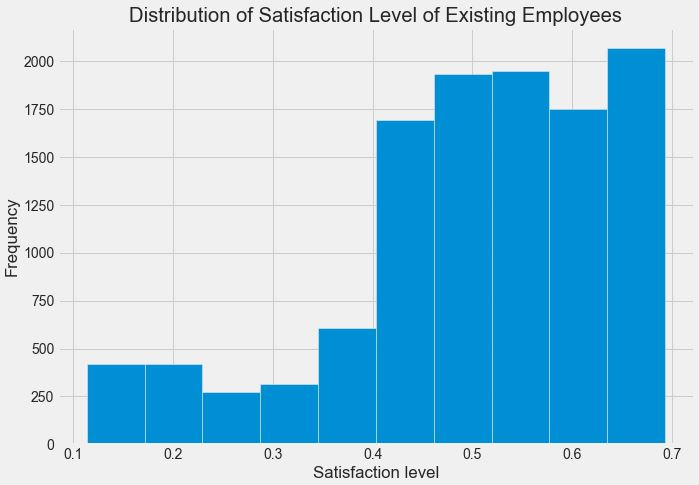 Distribution of Satisfaction Level of Existing Employees
2000
1750
1500
1250
1000
750
500
250
0
Frequency
0.1 0.2 0.3 0.4 0.5 0.6 0.7
Satisfaction level